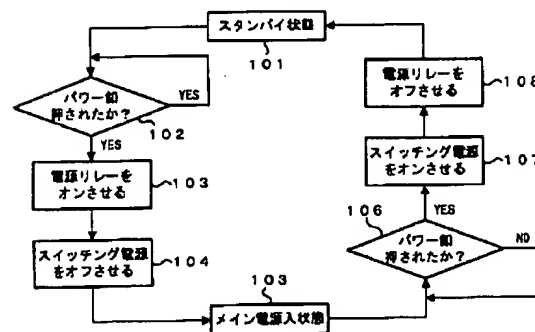 スタンバイ状態
101
パワー釦
押されたか?
YES
102
YES
電源リレーを
オンさせる
103
スイッチング電源
をオフさせる
104
103
メイン電源入状態
106
パワー釦
押されたか?
YES
NO
スイッチング電源
をオンさせる
107
電源リレーを
オフさせる
108